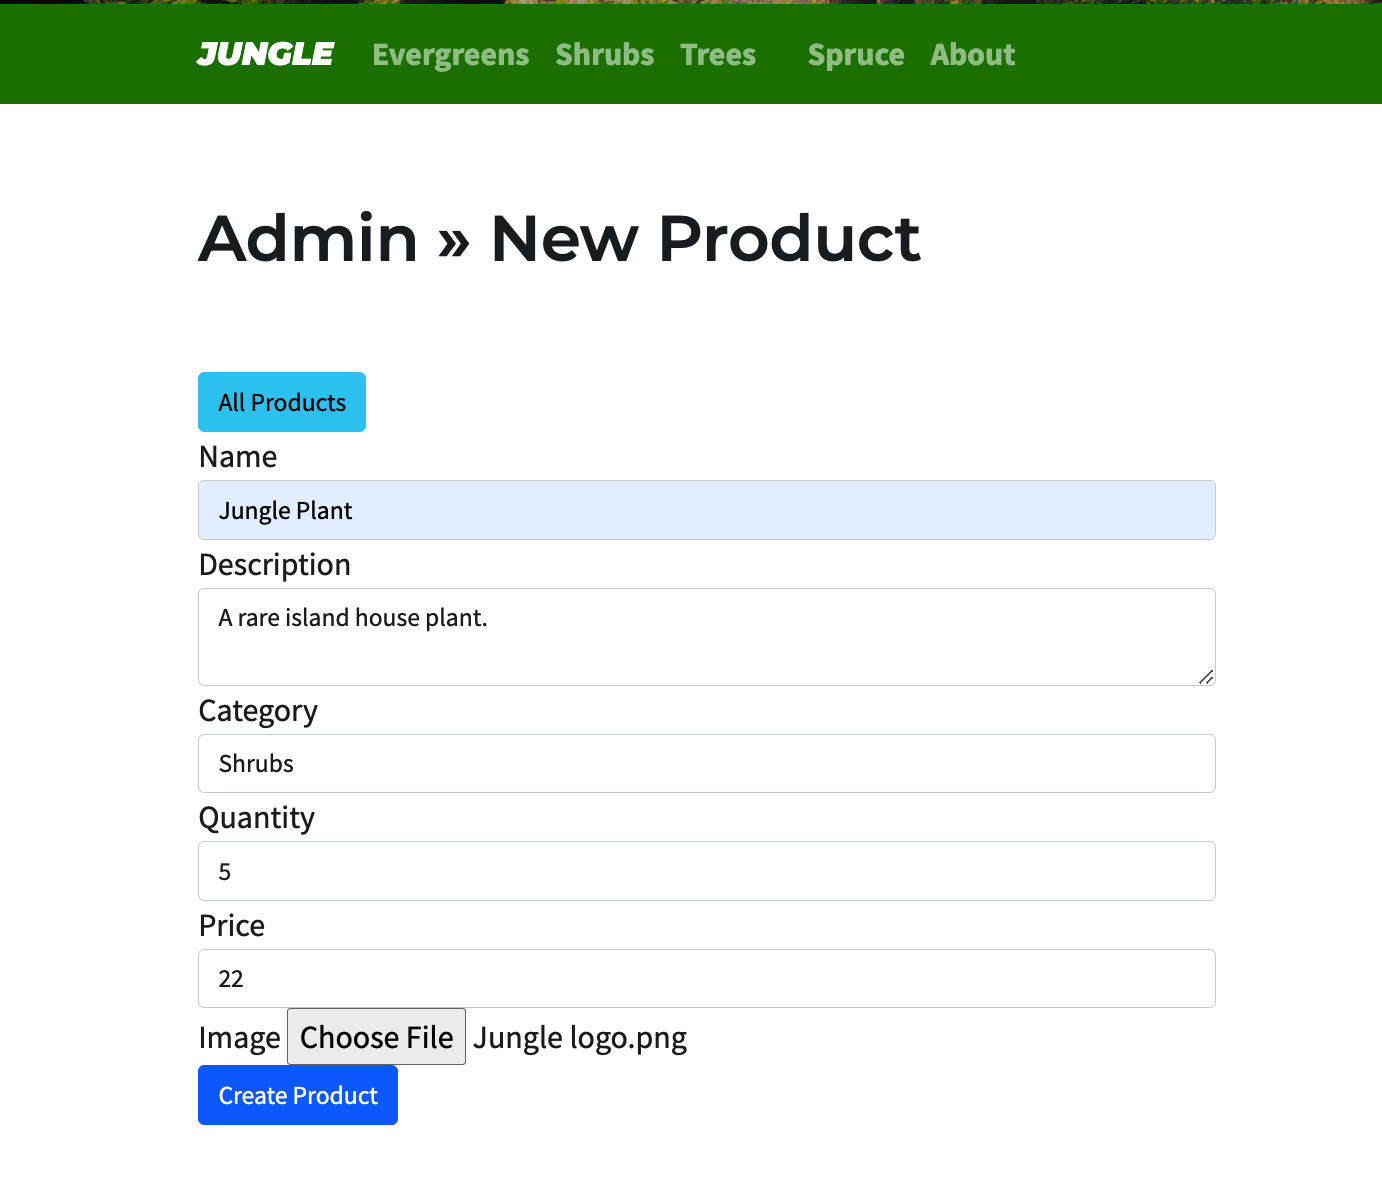 JUNGLE Evergreens Shrubs Trees Spruce About
Admin » New Product
All Products
Name
Jungle Plant
Description
A rare island house plant.
Category
Shrubs
Quantity
5
Price
22
Image Choose File Jungle logo.png
Create Product